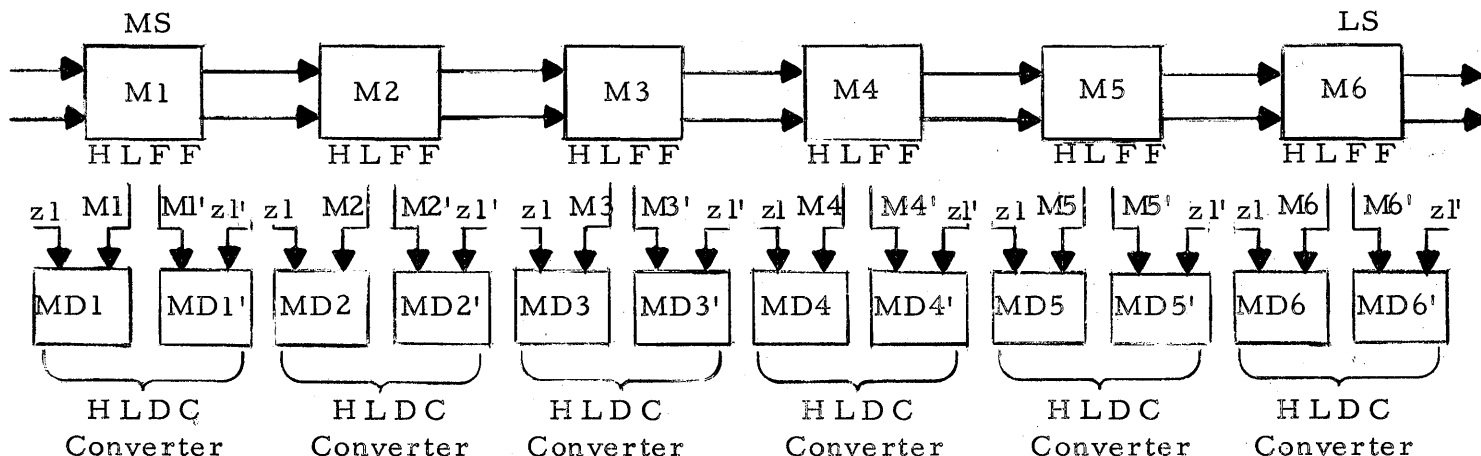 MS LS
M1 M2 M3 M4 M5 M6
HLFF HLFF HLFF HLFF HLFF HLFF
z1 M1 M1' z1' z1 M2 M2' z1' z1 M3 M3' z1' z1 M4 M4' z1' z1 M5 M5' z1' z1 M6 M6' z1'
MD1 MD1' MD2 MD2' MD3 MD3' MD4 MD4' MD5 MD5' MD6 MD6'
HLDC HLDC HLDC HLDC HLDC HLDC
Converter Converter Converter Converter Converter Converter